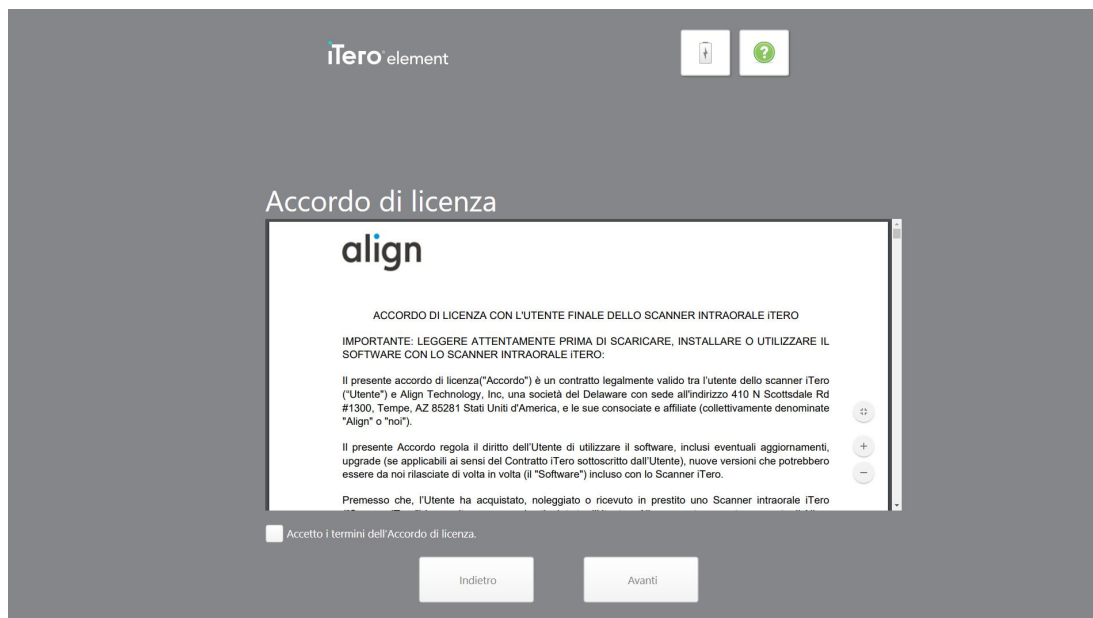 iTero element
Accordo di licenza
align
ACCORDO DI LICENZA CON L'UTENTE FINALE DELLO SCANNER INTRAORALE iTERO
IMPORTANTE: LEGGERE ATTENTAMENTE PRIMA DI SCARICARE, INSTALLARE O UTILIZZARE IL
SOFTWARE CON LO SCANNER INTRAORALE iTERO:
Il presente accordo di licenza("Accordo") è un contratto legalmente valido tra l'utente dello scanner iTero
("Utente") e Align Technology, Inc, una società del Delaware con sede all'indirizzo 410 N Scottsdale Rd
#1300, Tempe, AZ 85281 Stati Uniti d'America, e le sue consociate e affiliate (collettivamente denominate
"Align" o "noi").
Il presente Accordo regola il diritto dell'Utente di utilizzare il software, inclusi eventuali aggiornamenti,
upgrade (se applicabili ai sensi del Contratto iTero sottoscritto dall'Utente), nuove versioni che potrebbero
essere da noi rilasciate di volta in volta (il "Software") incluso con lo Scanner iTero.
Premesso che, l'Utente ha acquistato, noleggiato o ricevuto in prestito uno Scanner intraorale iTero
Accetto i termini dell'Accordo di licenza.
Indietro
Avanti